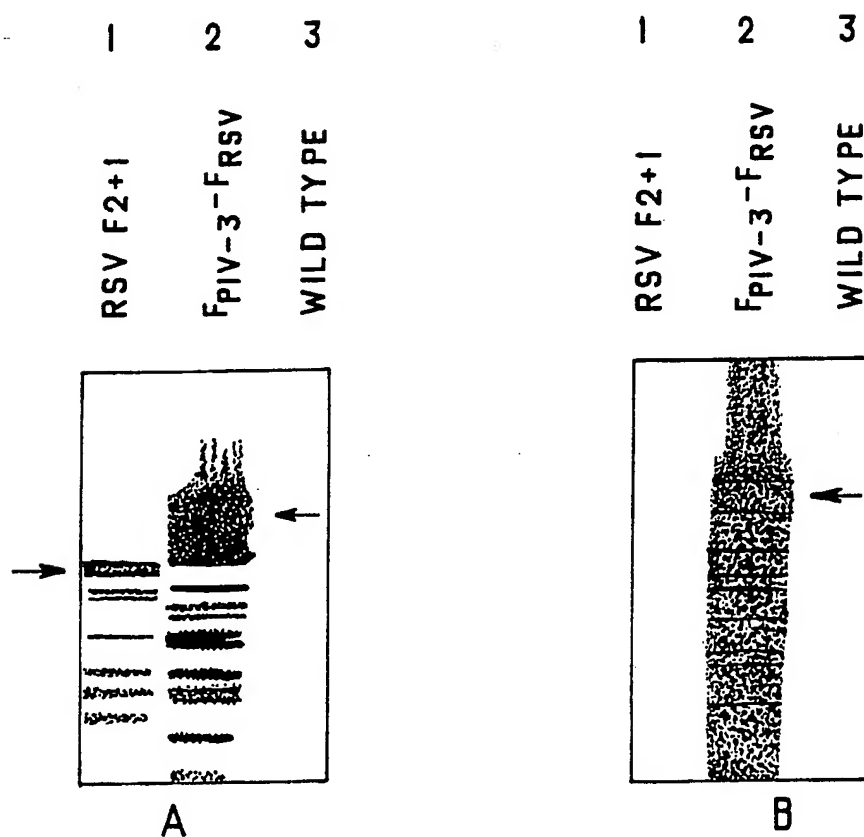 1 2 3
RSV F2+1
FPIV-3-FRSV
WILD TYPE
A
1 2 3
RSV F2+1
FPIV-3-FRSV
WILD TYPE
B